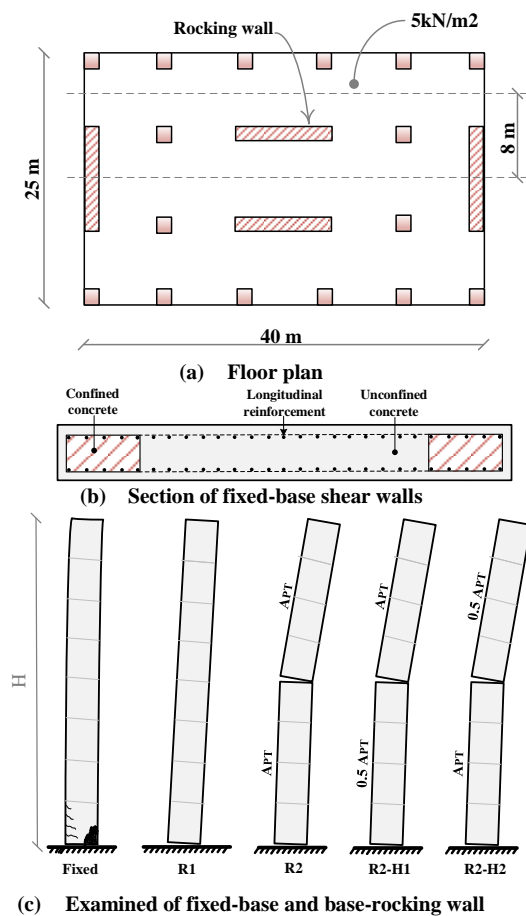 Rocking wall
5kN/m2
8 m
25 m
40 m
(a) Floor plan
Confined
concrete
Longitudinal
reinforcement
Unconfined
concrete
(b) Section of fixed-base shear walls
H
APT
APT
0.5 APT
APT
APT
0.5 APT
Fixed
R1
R2
R2-H1
R2-H2
(c) Examined of fixed-base and base-rocking wall